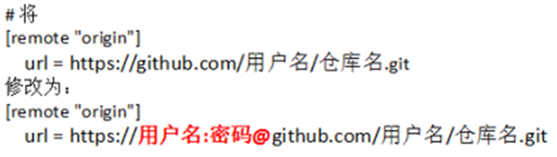 # 将
[remote "origin"]
url = https://github.com/用户名/仓库名.git
修改为：
[remote "origin"]
url = https://用户名:密码@github.com/用户名/仓库名.git